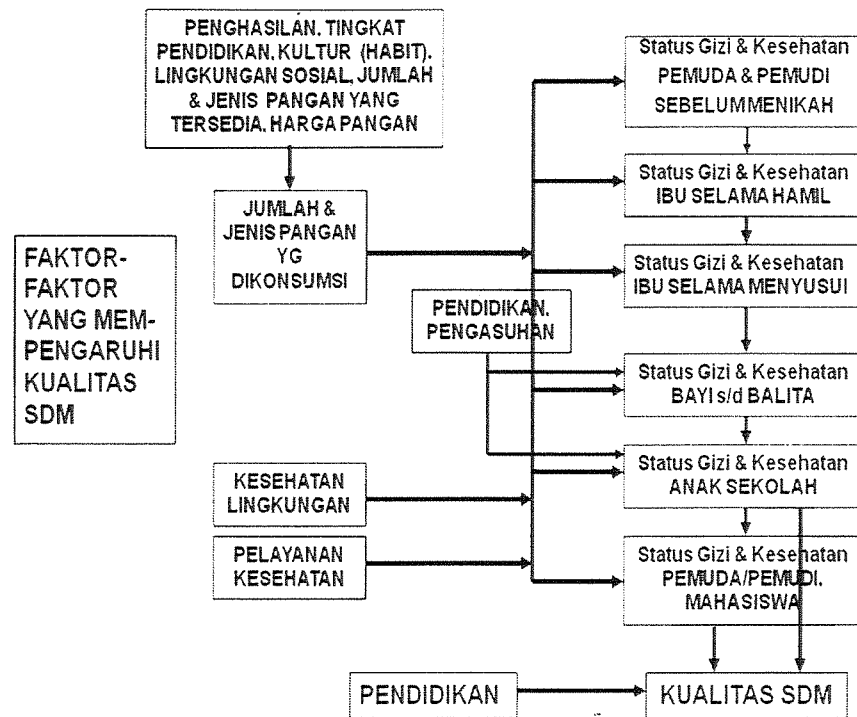 PENGHASILAN. TINGKAT
PENDIDIKAN. KULTUR (HABIT).
LINGKUNGAN SOSIAL, JUMLAH
& JENIS PANGAN YANG
TERSEDIA. HARGA PANGAN
JUMLAH &
JENIS PANGAN
YG
DIKONSUMSI
FAKTOR-
FAKTOR
YANG MEM-
PENGARUHI
KUALITAS
SDM
PENDIDIKAN.
PENGASUHAN
KESEHATAN
LINGKUNGAN
PELAYANAN
KESEHATAN
Status Gizi & Kesehatan
PEMUDA & PEMUDI
SEBELUM MENIKAH
Status Gizi & Kesehatan
IBU SELAMA HAMIL
Status Gizi & Kesehatan
IBU SELAMA MENYUSUI
Status Gizi & Kesehatan
BAYI s/d BALITA
Status Gizi & Kesehatan
ANAK SEKOLAH
Status Gizi & Kesehatan
PEMUDA/PEMUDI.
MAHASISWA
PENDIDIKAN
KUALITAS SDM